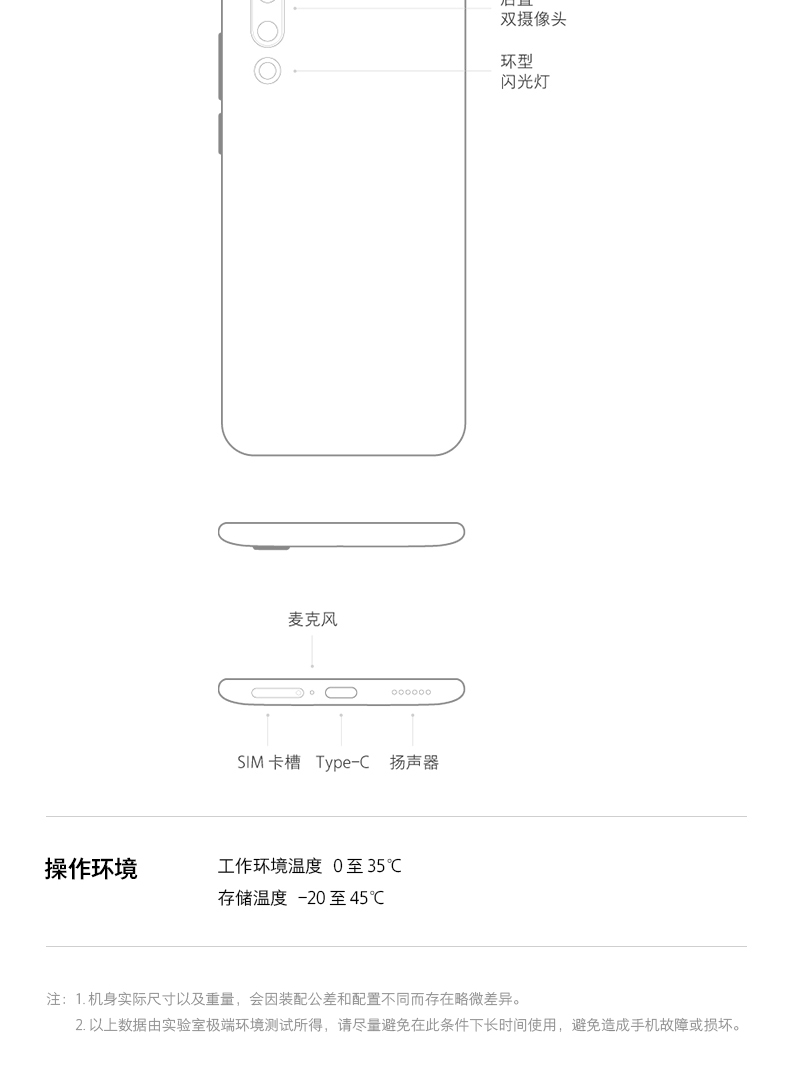 后置
双摄像头
环型
闪光灯
麦克风
SIM 卡槽 Type-C 扬声器
操作环境
工作环境温度 0 至 35℃
存储温度 -20 至 45℃
注：1. 机身实际尺寸以及重量，会因装配公差和配置不同而存在略微差异。
2. 以上数据由实验室极端环境测试所得，请尽量避免在此条件下长时间使用，避免造成手机故障或损坏。